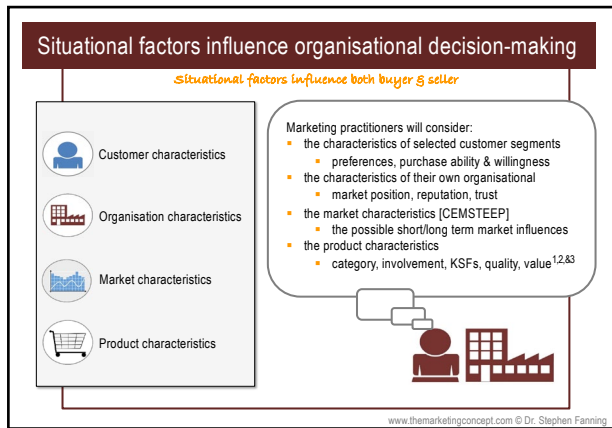 Situational factors influence organisational decision-making
Situational factors influence both buyer & seller
Customer characteristics
Organisation characteristics
Market characteristics
Product characteristics
Marketing practitioners will consider:
▪ the characteristics of selected customer segments
▪ preferences, purchase ability & willingness
▪ the characteristics of their own organisational
▪ market position, reputation, trust
▪ the market characteristics [CEMSTEEP]
▪ the possible short/long term market influences
▪ the product characteristics
▪ category, involvement, KSFs, quality, value1,2,&3
www.themarketingconcept.com © Dr. Stephen Fanning